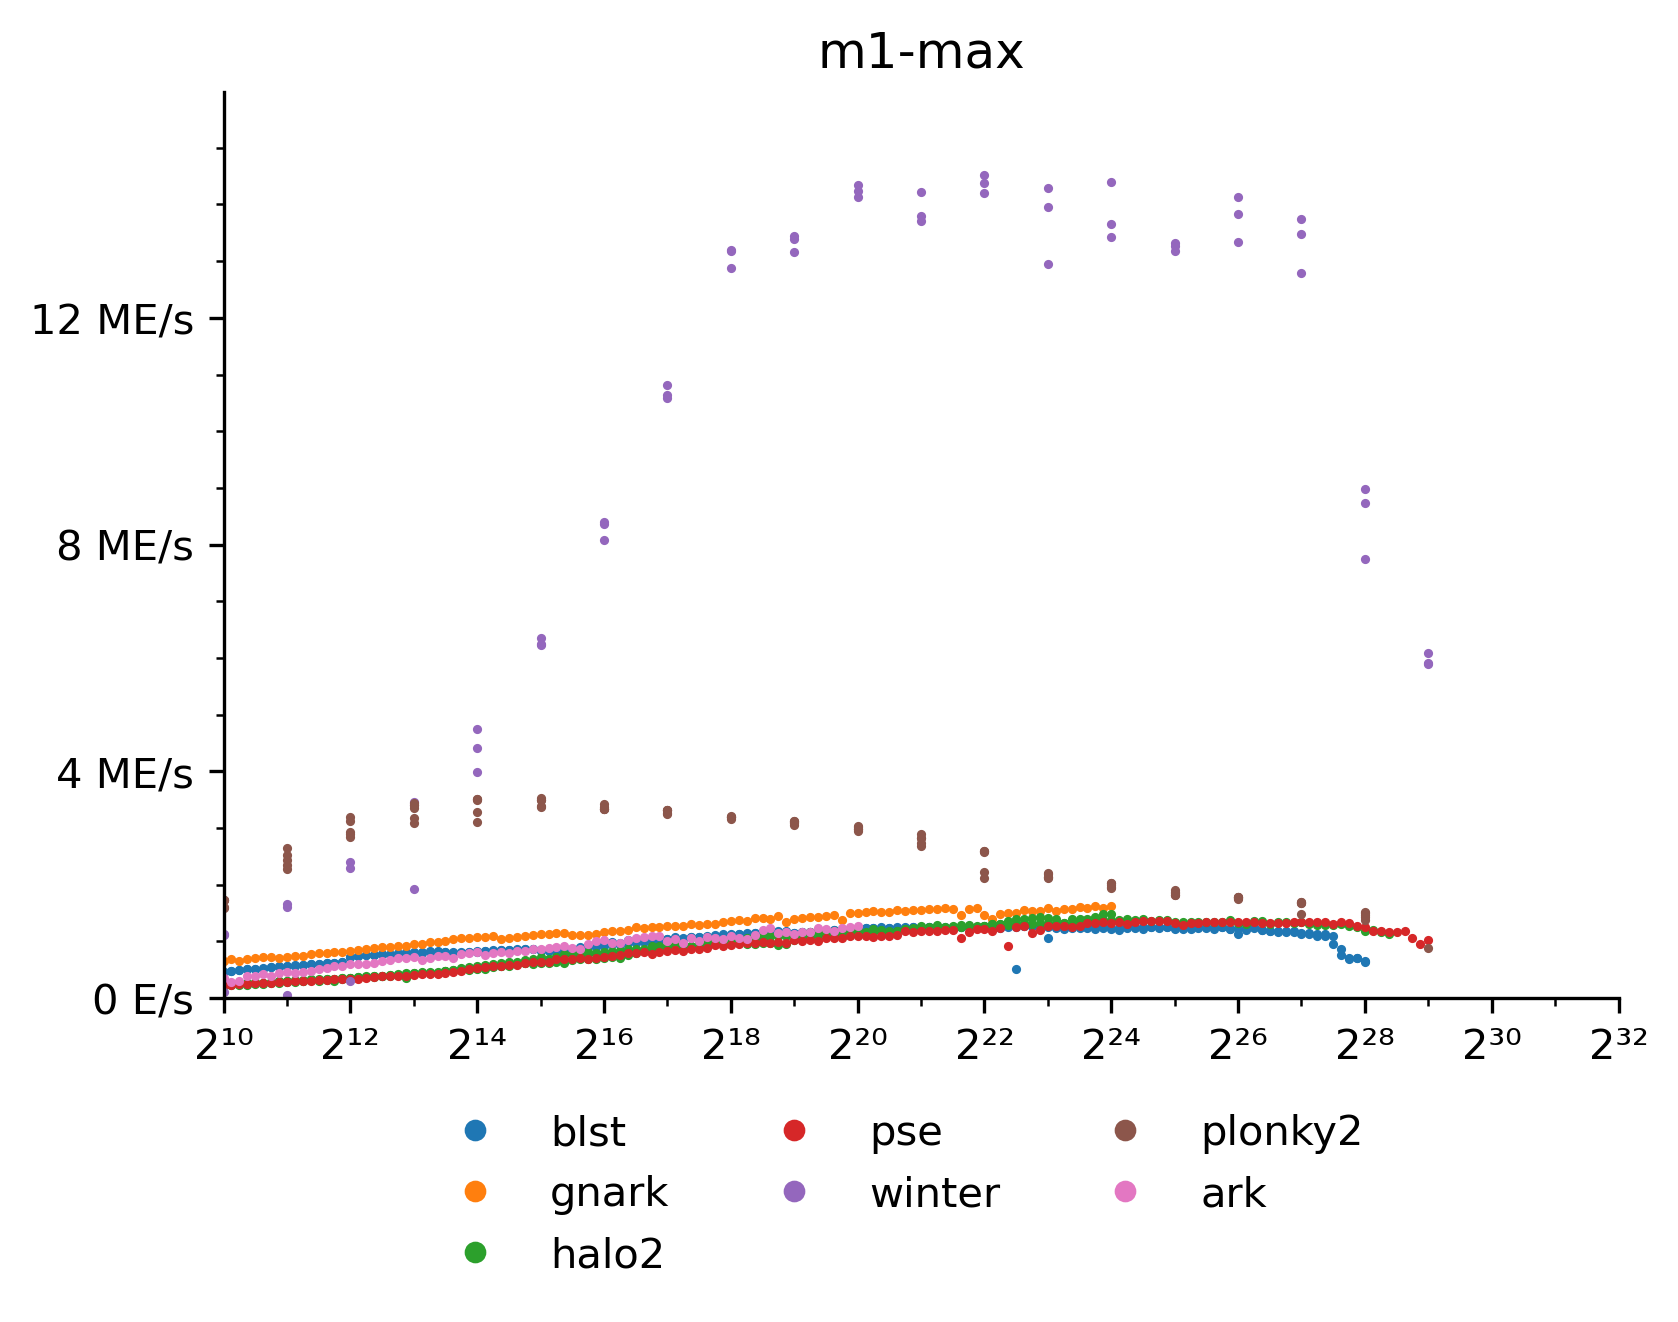 m1-max
12 ME/s
8 ME/s
4 ME/s
0 E/s
2¹⁰ 2¹² 2¹⁴ 2¹⁶ 2¹⁸ 2²⁰ 2²² 2²⁴ 2²⁶ 2²⁸ 2³⁰ 2³²
blst pse plonky2
gnark winter ark
halo2